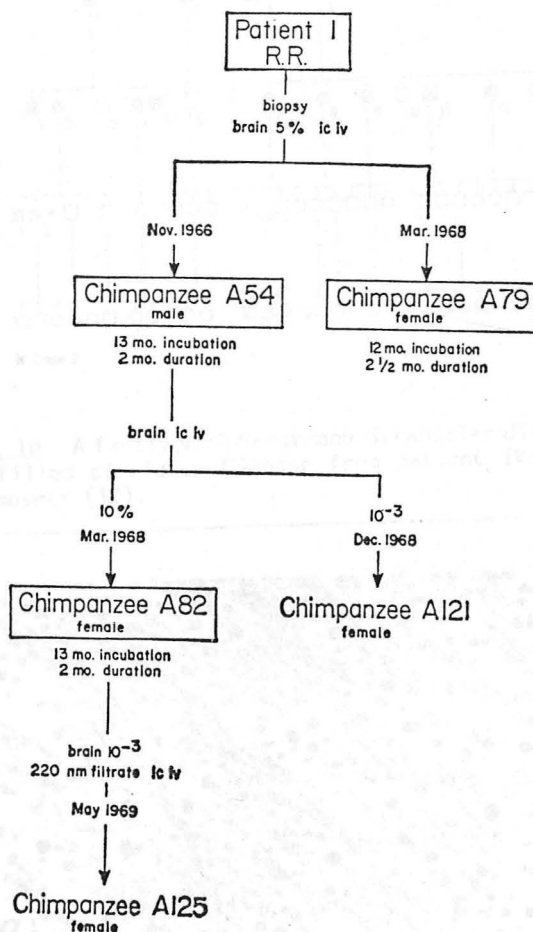 Patient 1
R.R.
biopsy
brain 5% ic iv
Nov. 1966
Mar. 1968
Chimpanzee A54
male
13 mo. incubation
2 mo. duration
Chimpanzee A79
female
12 mo. incubation
2 1/2 mo. duration
brain ic iv
10%
Mar. 1968
10⁻³
Dec. 1968
Chimpanzee A82
female
13 mo. incubation
2 mo. duration
Chimpanzee A121
female
brain 10⁻³
220 nm filtrate ic iv
May 1969
Chimpanzee A125
female